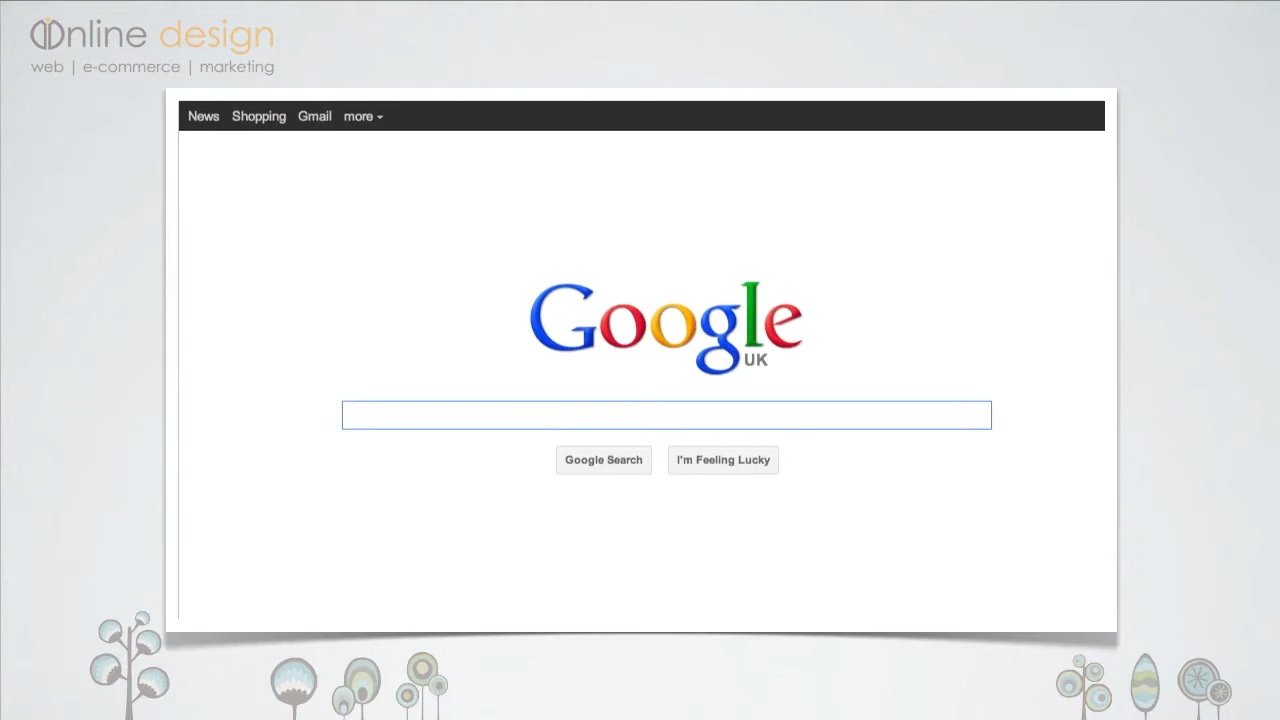 online design
web | e-commerce | marketing
News Shopping Gmail more
Google
UK
Google Search I'm Feeling Lucky